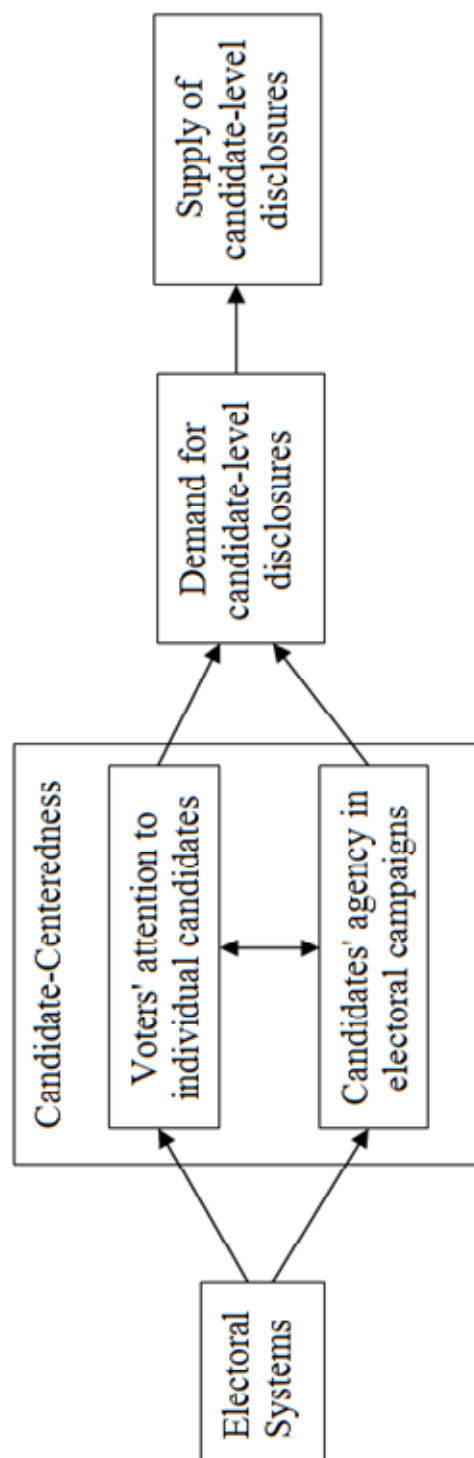 Electoral
Systems
Candidate-Centeredness
Voters' attention to
individual candidates
Candidates' agency in
electoral campaigns
Demand for
candidate-level
disclosures
Supply of
candidate-level
disclosures